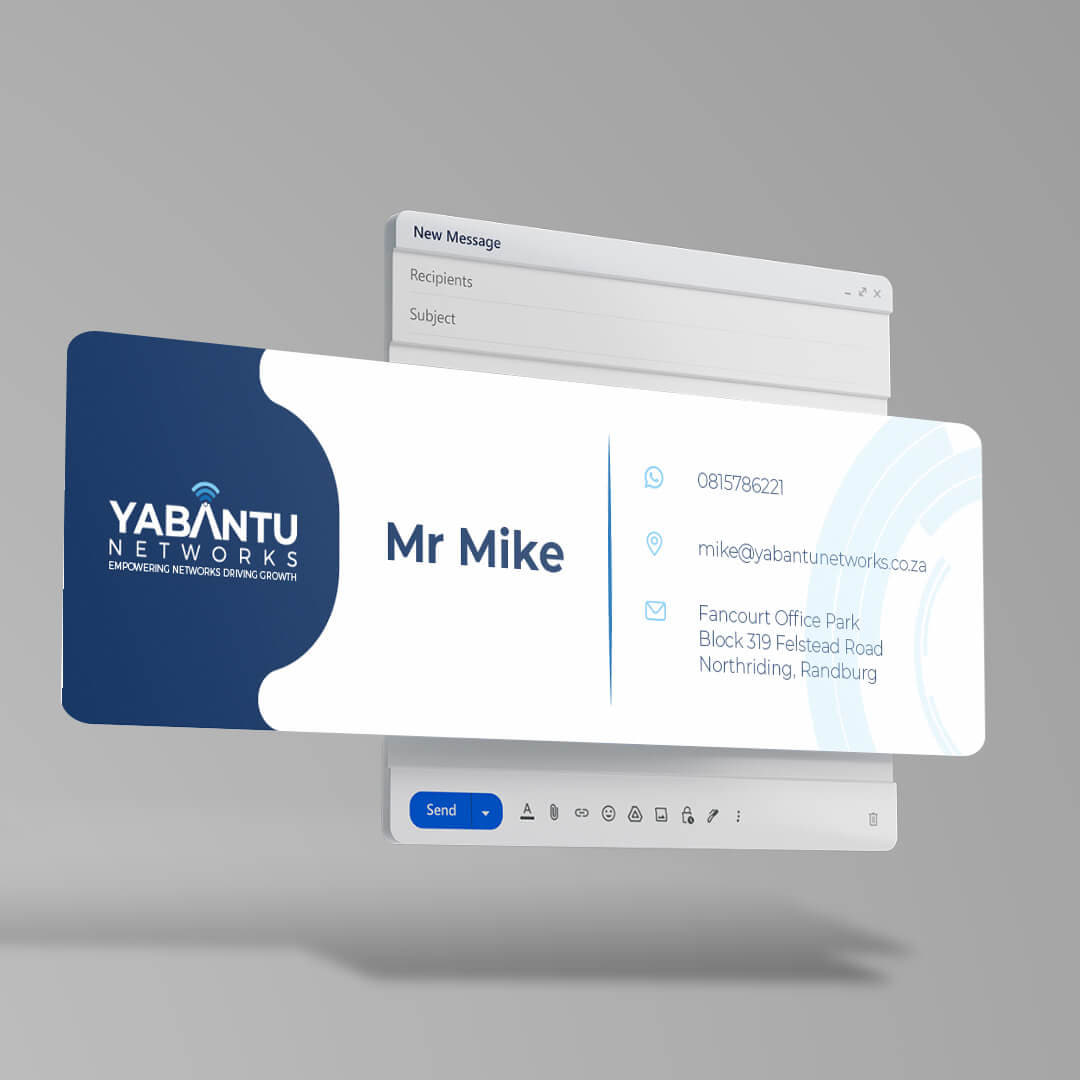 New Message
Recipients
Subject
YABANTU
NETWORKS
EMPOWERING NETWORKS DRIVING GROWTH
Mr Mike
0815786221
mike@yabantunetworks.co.za
Fancourt Office Park
Block 319 Felstead Road
Northriding, Randburg
Send